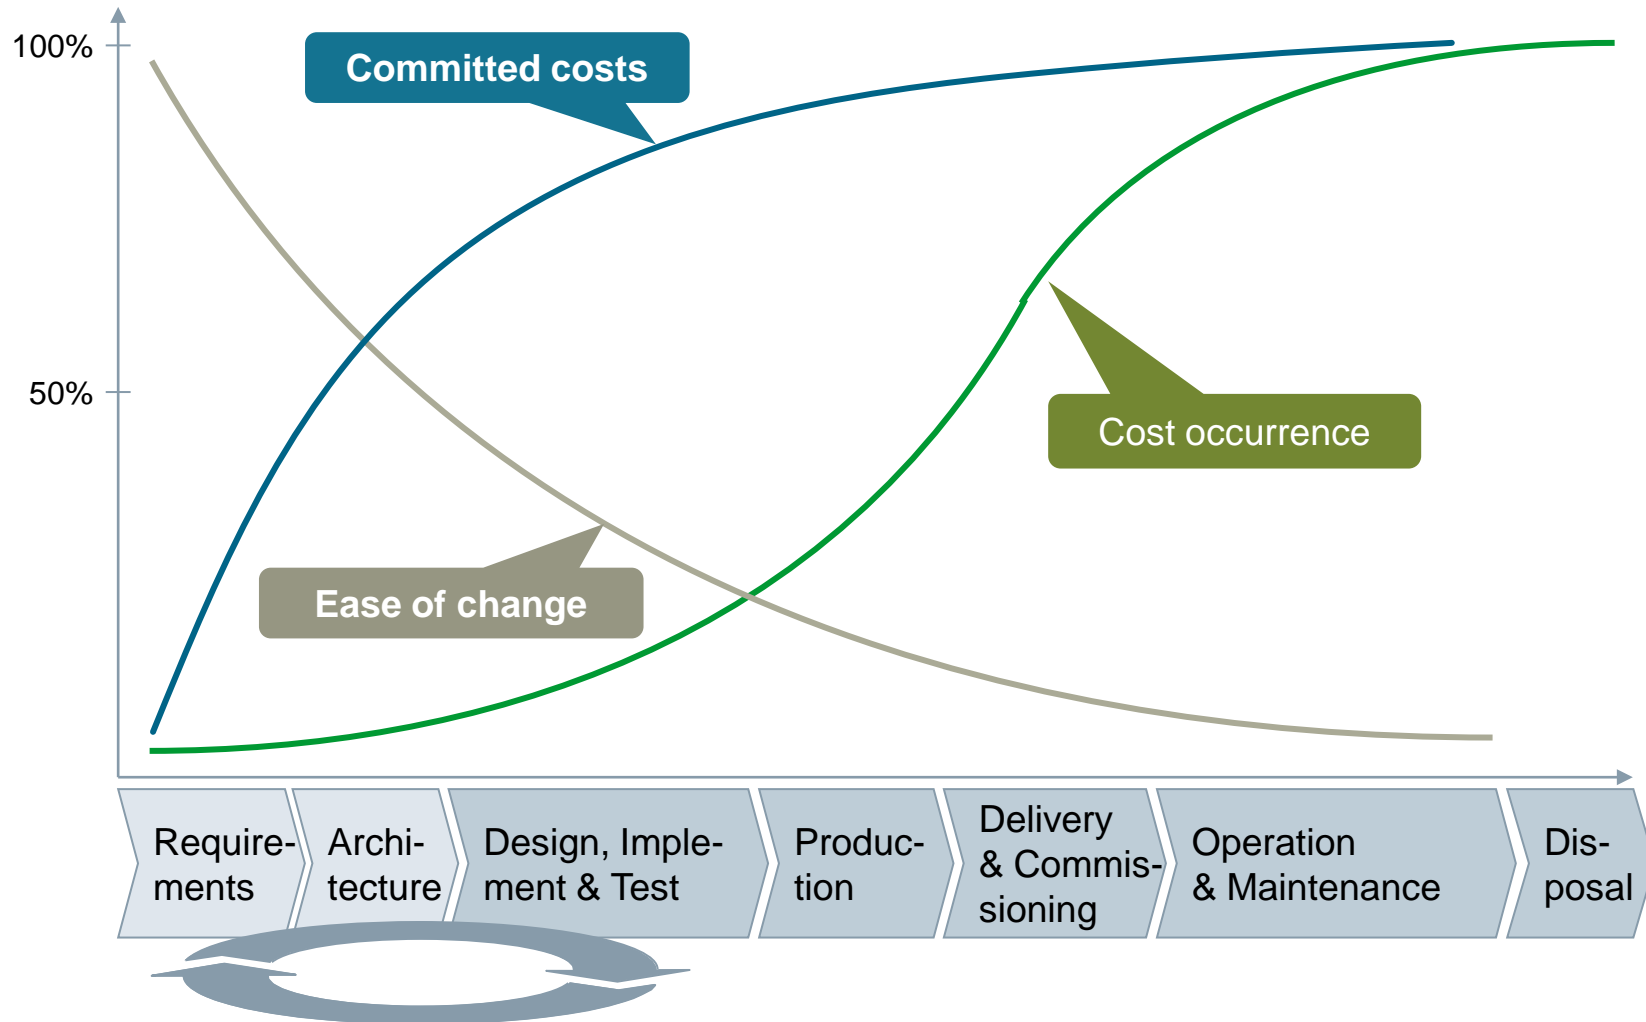 100%
Committed costs
50%
Cost occurrence
Ease of change
Require-
ments
Archi-
tecture
Design, Imple-
ment & Test
Produc-
tion
Delivery
& Commis-
sioning
Operation
& Maintenance
Dis-
posal